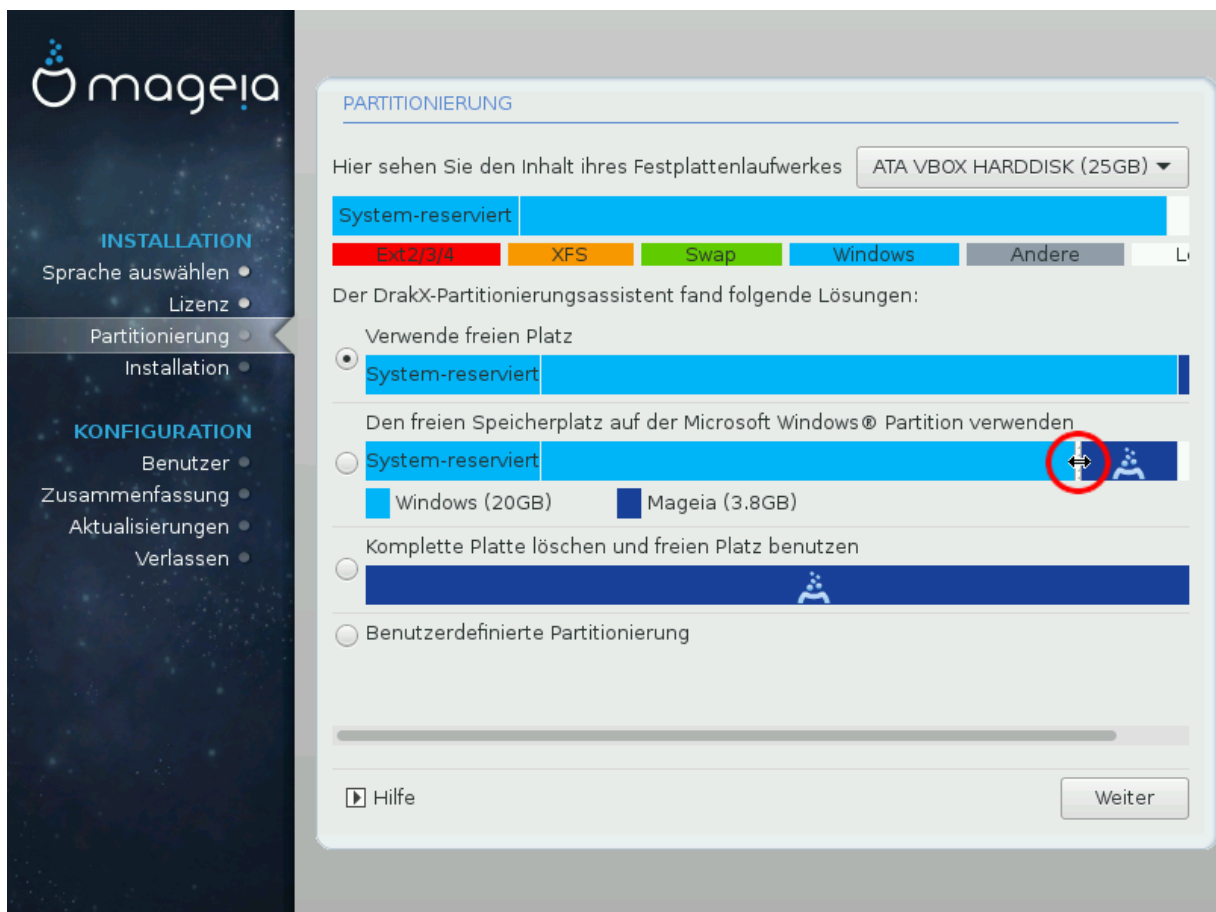 mageia
INSTALLATION
Sprache auswählen
Lizenz
Partitionierung
Installation
KONFIGURATION
Benutzer
Zusammenfassung
Aktualisierungen
Verlassen
PARTITIONIERUNG
Hier sehen Sie den Inhalt ihres Festplattenlaufwerkes ATA VBOX HARDDISK (25GB)
System-reserviert
Ext2/3/4 XFS Swap Windows Andere
Der DrakX-Partitionierungsassistent fand folgende Lösungen:
Verwende freien Platz
System-reserviert
Den freien Speicherplatz auf der Microsoft Windows® Partition verwenden
System-reserviert
Windows (20GB) Mageia (3.8GB)
Komplette Platte löschen und freien Platz benutzen
Benutzerdefinierte Partitionierung
Hilfe Weiter